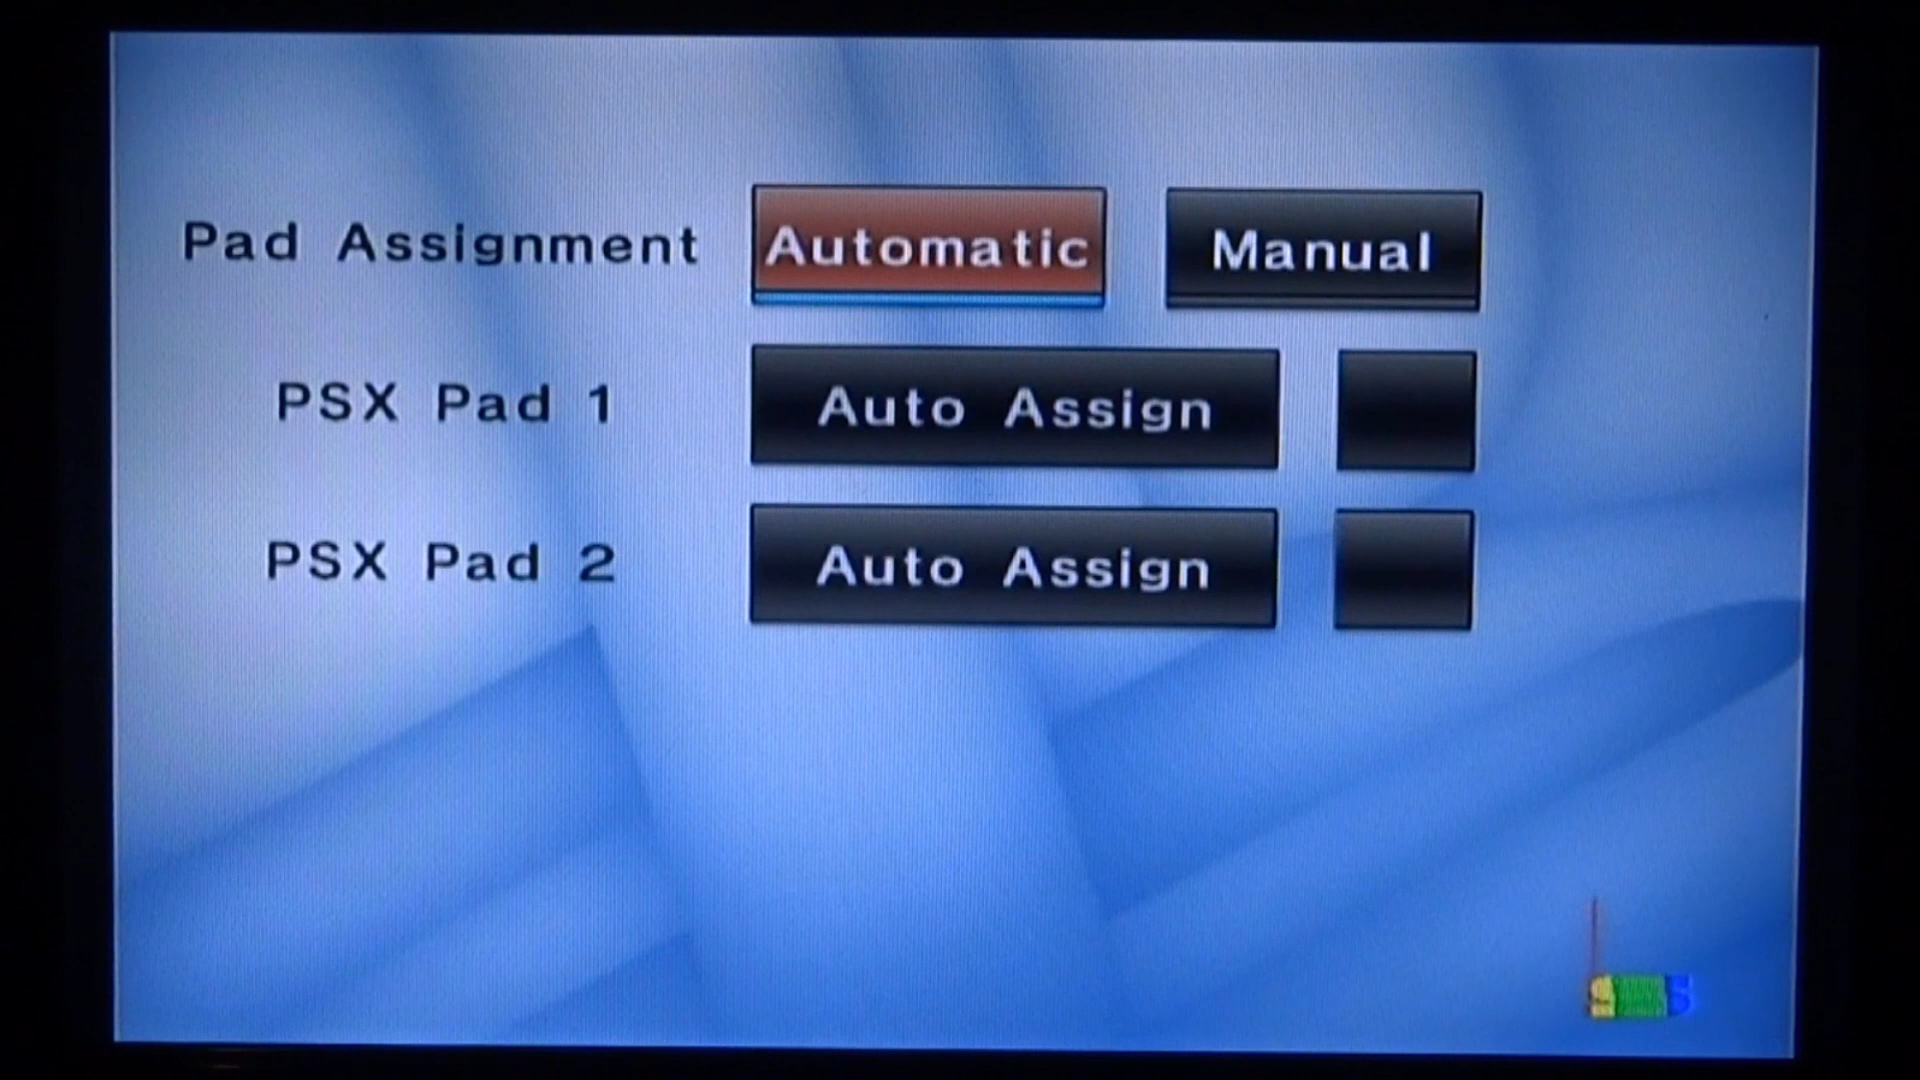 Pad Assignment Automatic Manual
PSX Pad 1 Auto Assign
PSX Pad 2 Auto Assign